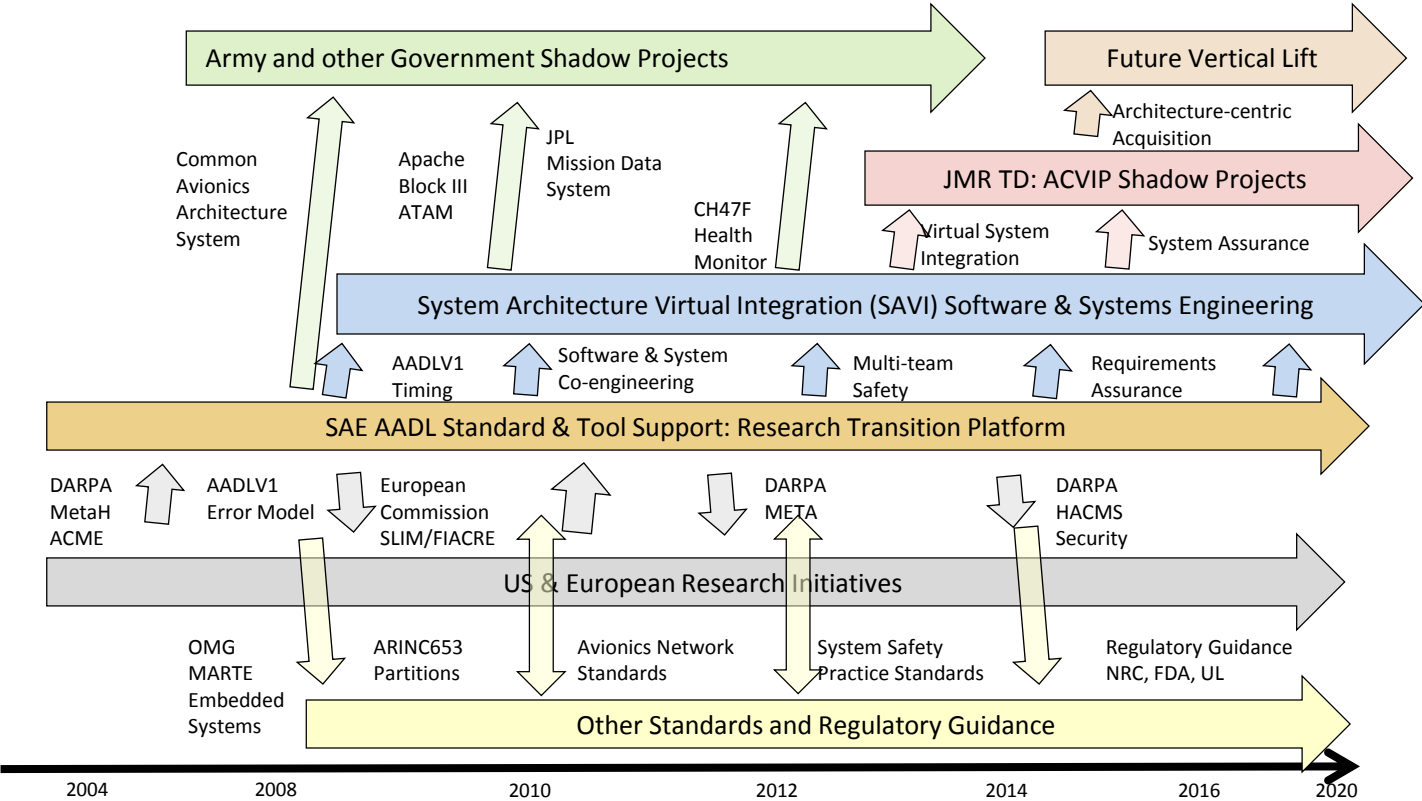 Army and other Government Shadow Projects
Future Vertical Lift
Architecture-centric
Acquisition
Common
Avionics
Architecture
System
Apache
Block III
ATAM
JPL
Mission Data
System
CH47F
Health
Monitor
JMR TD: ACVIP Shadow Projects
Virtual System
Integration
System Assurance
System Architecture Virtual Integration (SAVI) Software & Systems Engineering
AADLV1
Timing
Software & System
Co-engineering
Multi-team
Safety
Requirements
Assurance
SAE AADL Standard & Tool Support: Research Transition Platform
DARPA
MetaH
ACME
AADLV1
Error Model
European
Commission
SLIM/FIACRE
DARPA
META
DARPA
HACMS
Security
US & European Research Initiatives
OMG
MARTE
Embedded
Systems
ARINC653
Partitions
Avionics Network
Standards
System Safety
Practice Standards
Regulatory Guidance
NRC, FDA, UL
Other Standards and Regulatory Guidance
2004 2008 2010 2012 2014 2016 2020